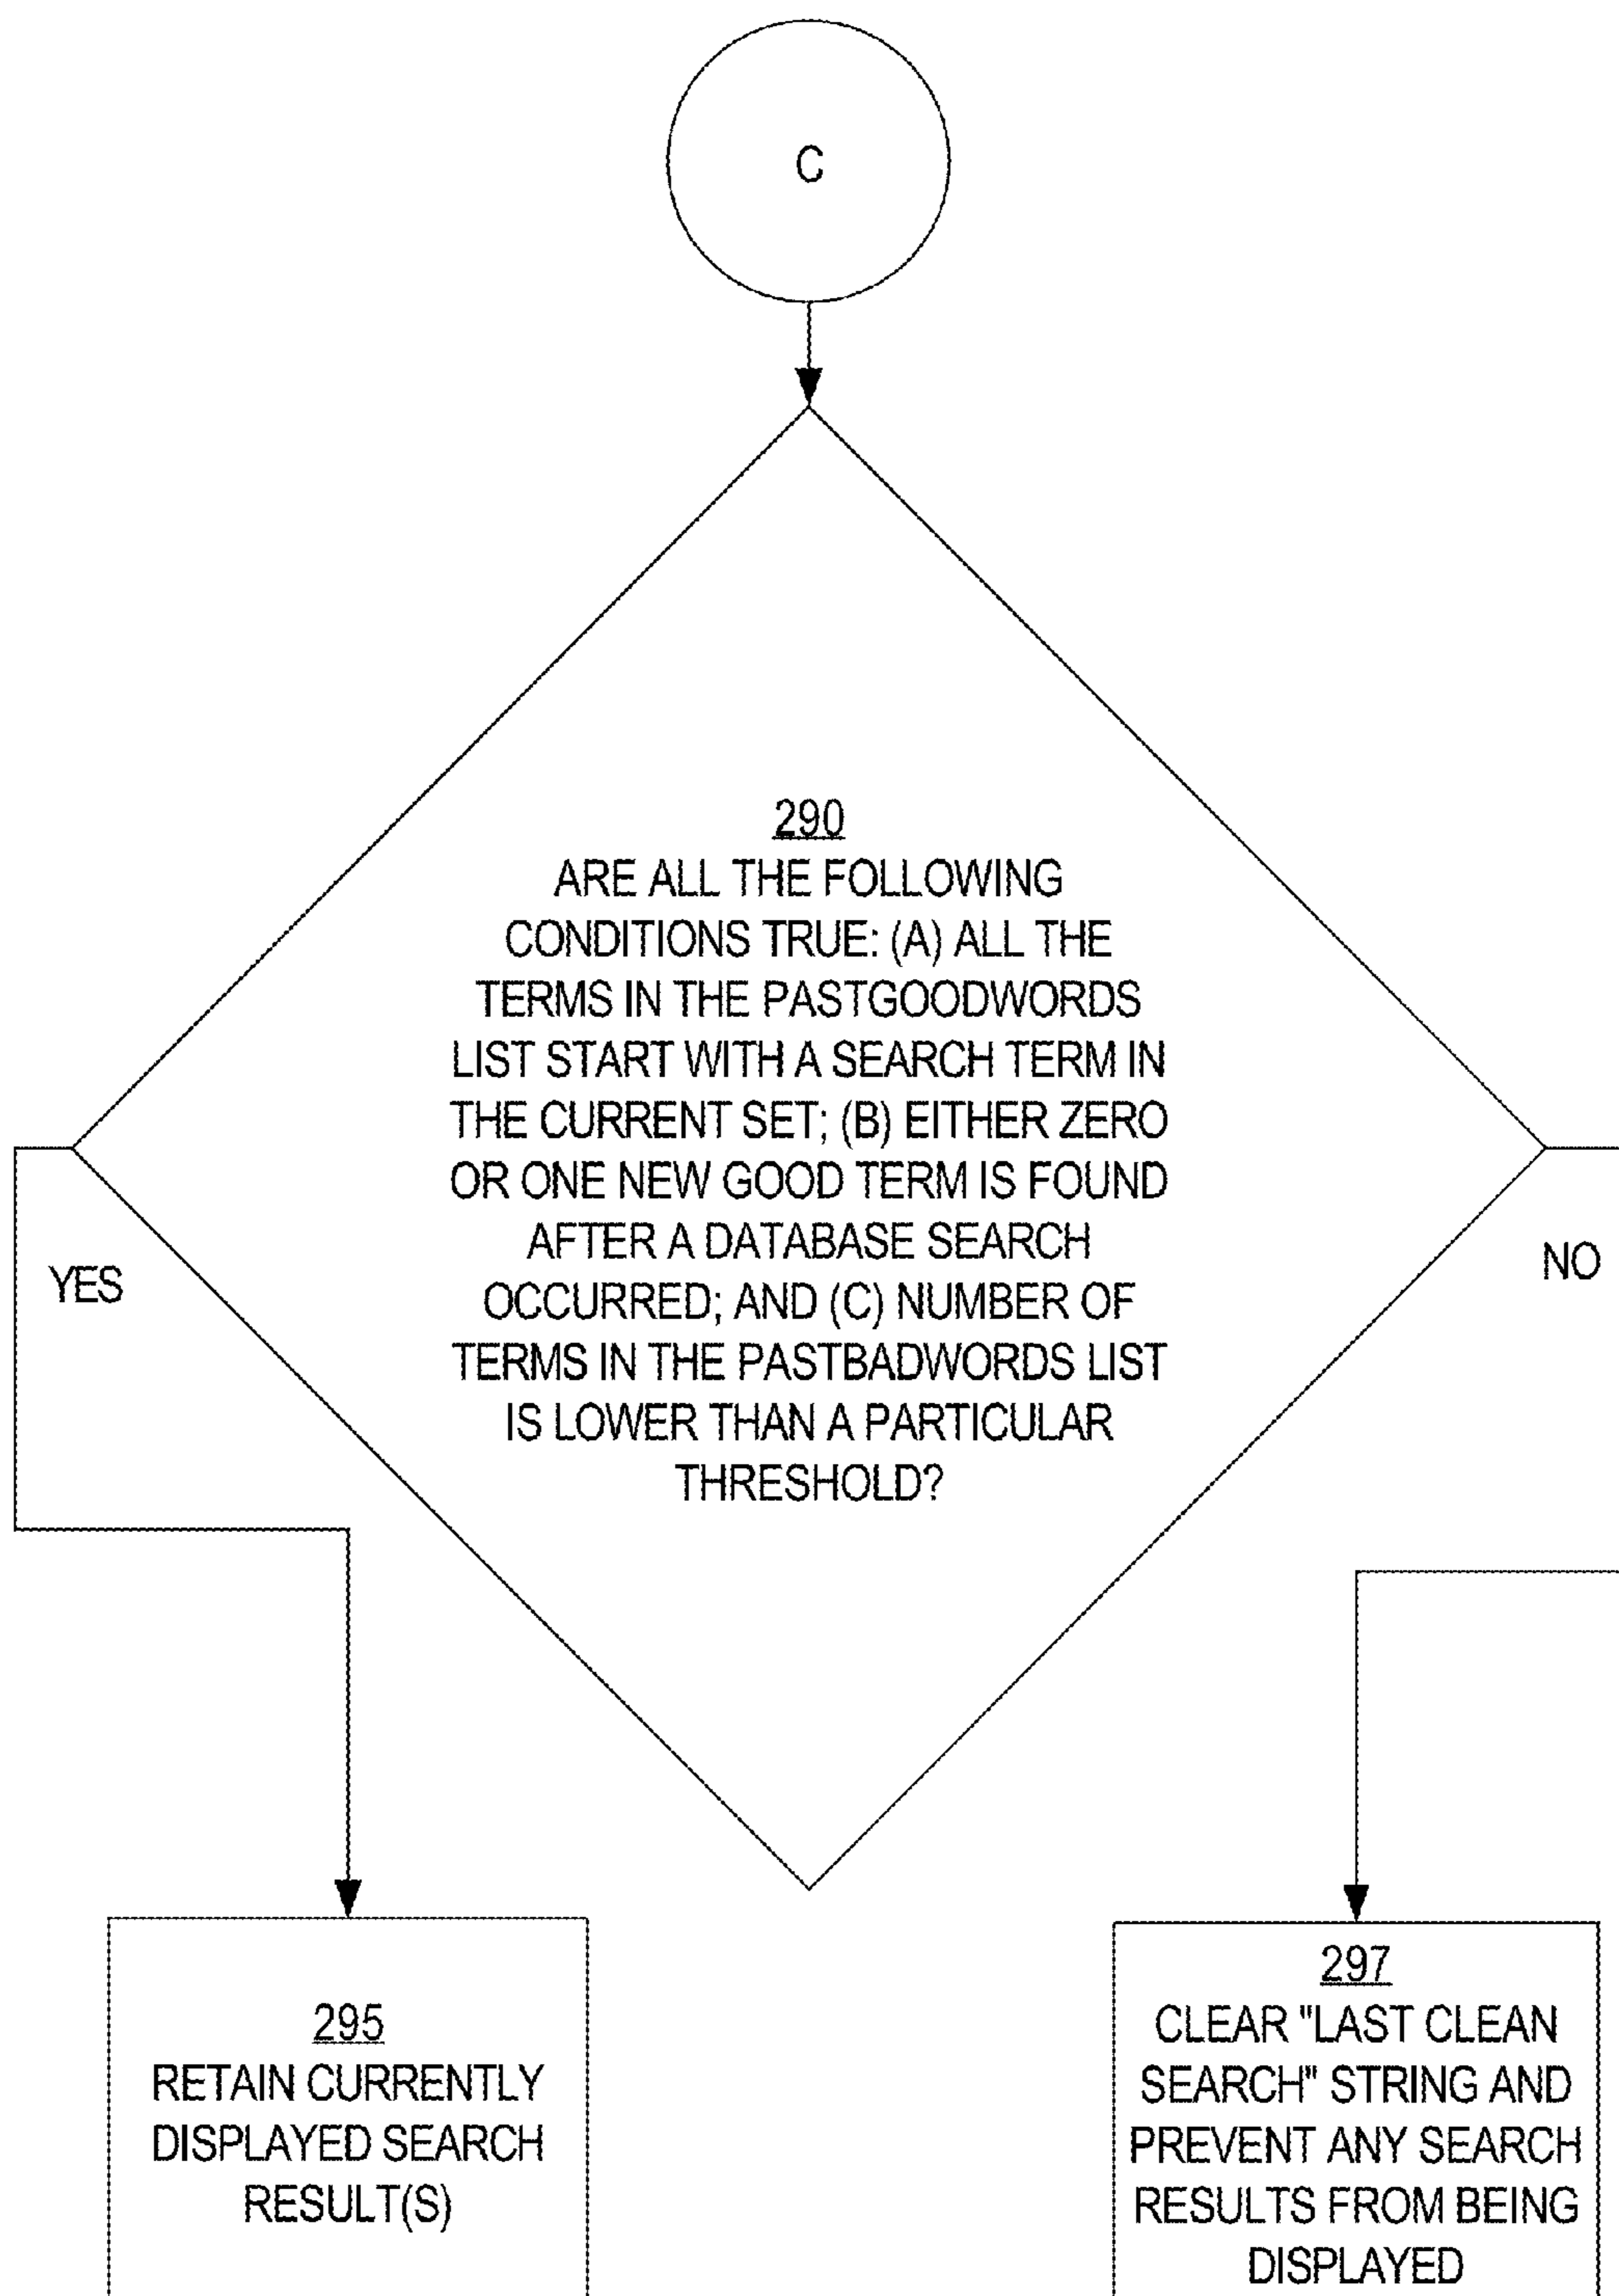 C
290
ARE ALL THE FOLLOWING
CONDITIONS TRUE: (A) ALL THE
TERMS IN THE PASTGOODWORDS
LIST START WITH A SEARCH TERM IN
THE CURRENT SET; (B) EITHER ZERO
OR ONE NEW GOOD TERM IS FOUND
AFTER A DATABASE SEARCH
OCCURRED; AND (C) NUMBER OF
TERMS IN THE PASTBADWORDS LIST
IS LOWER THAN A PARTICULAR
THRESHOLD?
YES
NO
295
RETAIN CURRENTLY
DISPLAYED SEARCH
RESULT(S)
297
CLEAR "LAST CLEAN
SEARCH" STRING AND
PREVENT ANY SEARCH
RESULTS FROM BEING
DISPLAYED